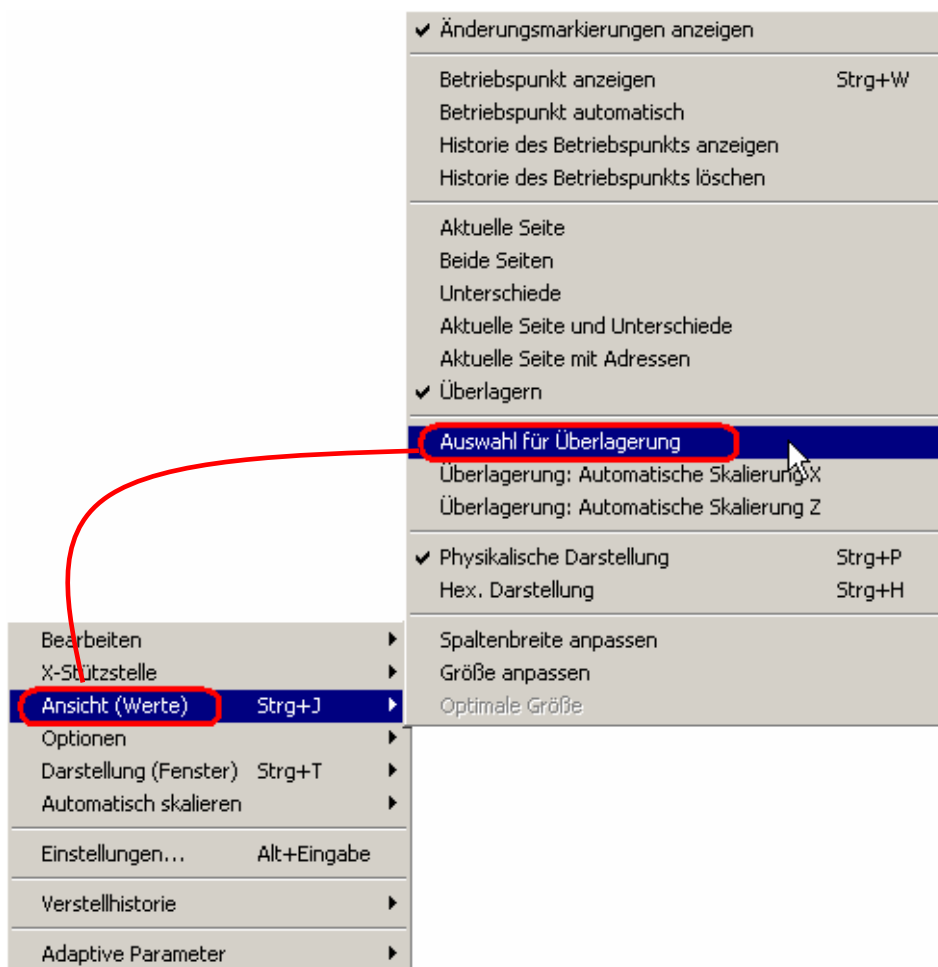 Änderungsmarkierungen anzeigen
Betriebspunkt anzeigen Strg+W
Betriebspunkt automatisch
Historie des Betriebspunkts anzeigen
Historie des Betriebspunkts löschen
Aktuelle Seite
Beide Seiten
Unterschiede
Aktuelle Seite und Unterschiede
Aktuelle Seite mit Adressen
Überlagern
Auswahl für Überlagerung
Überlagerung: Automatische Skalierung X
Überlagerung: Automatische Skalierung Z
Physikalische Darstellung Strg+P
Hex. Darstellung Strg+H
Spaltenbreite anpassen
Größe anpassen
Optimale Größe
Bearbeiten
X-Stützstelle
Ansicht (Werte) Strg+J
Optionen
Darstellung (Fenster) Strg+T
Automatisch skalieren
Einstellungen... Alt+Eingabe
Verstellhistorie
Adaptive Parameter